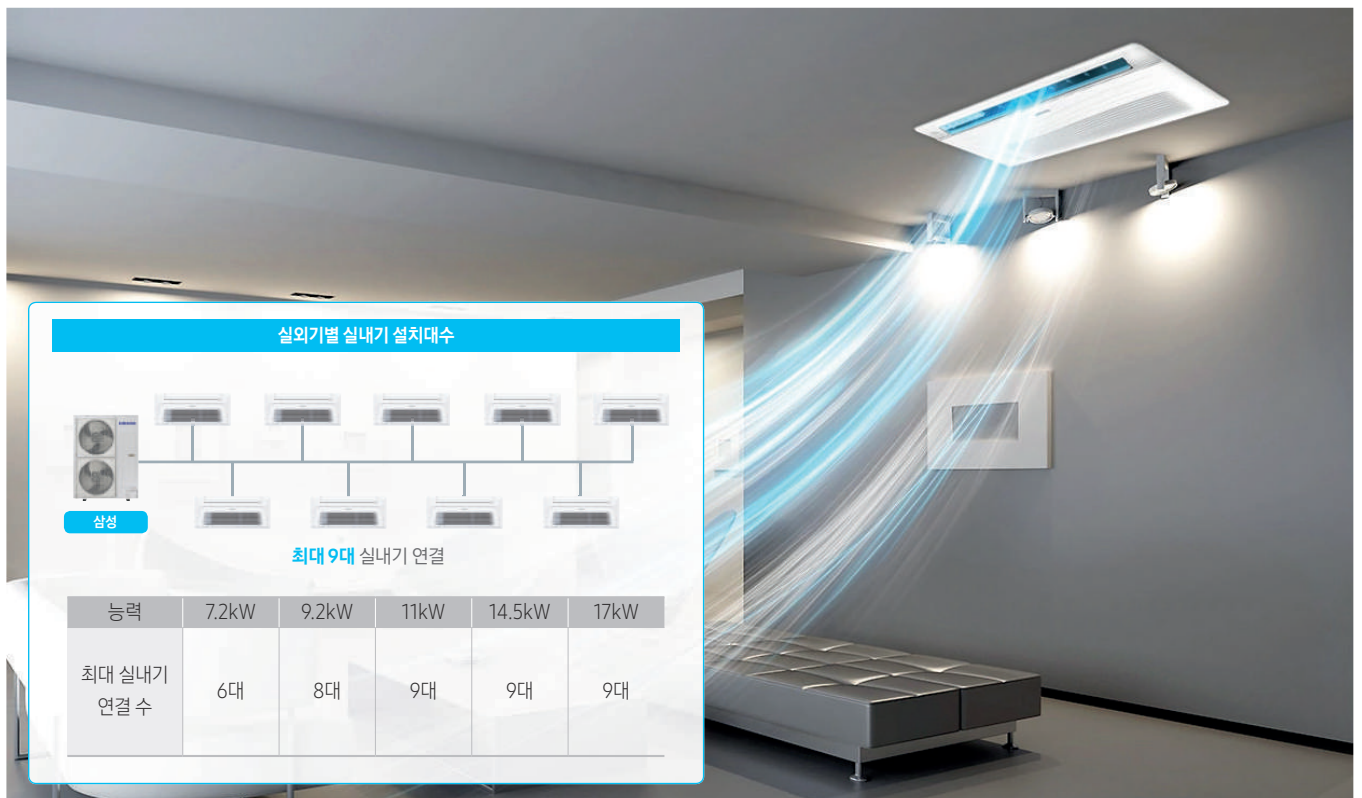 실외기별 실내기 설치대수
SAMSUNG
삼성
최대 9대 실내기 연결
능력 7.2kW 9.2kW 11kW 14.5kW 17kW
최대 실내기
연결 수
6대 8대 9대 9대 9대